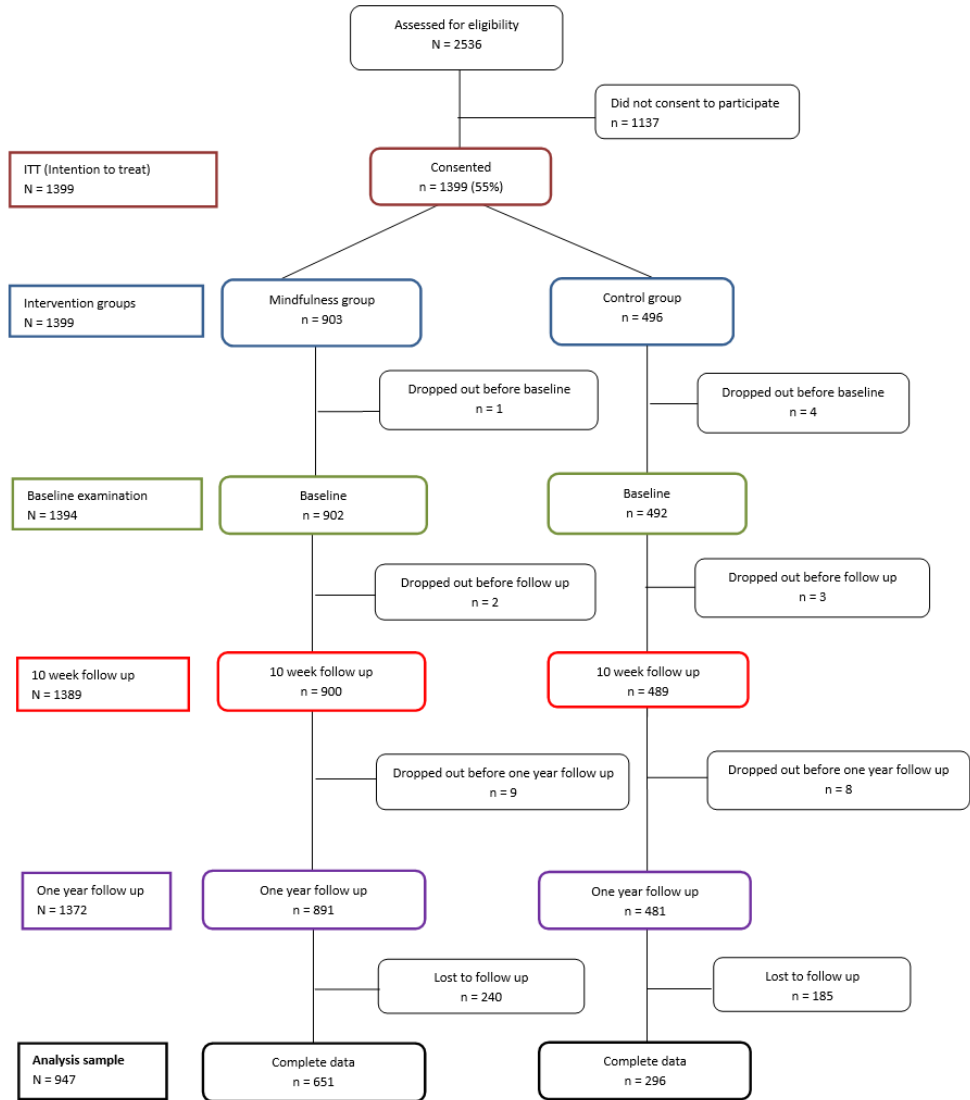 Assessed for eligibility
N = 2536
Did not consent to participate
n = 1137
ITT (Intention to treat)
N = 1399
Consented
n = 1399 (55%)
Intervention groups
N = 1399
Mindfulness group
n = 903
Control group
n = 496
Dropped out before baseline
n = 1
Dropped out before baseline
n = 4
Baseline examination
N = 1394
Baseline
n = 902
Baseline
n = 492
Dropped out before follow up
n = 2
Dropped out before follow up
n = 3
10 week follow up
N = 1389
10 week follow up
n = 900
10 week follow up
n = 489
Dropped out before one year follow up
n = 9
Dropped out before one year follow up
n = 8
One year follow up
N = 1372
One year follow up
n = 891
One year follow up
n = 481
Lost to follow up
n = 240
Lost to follow up
n = 185
Analysis sample
N = 947
Complete data
n = 651
Complete data
n = 296